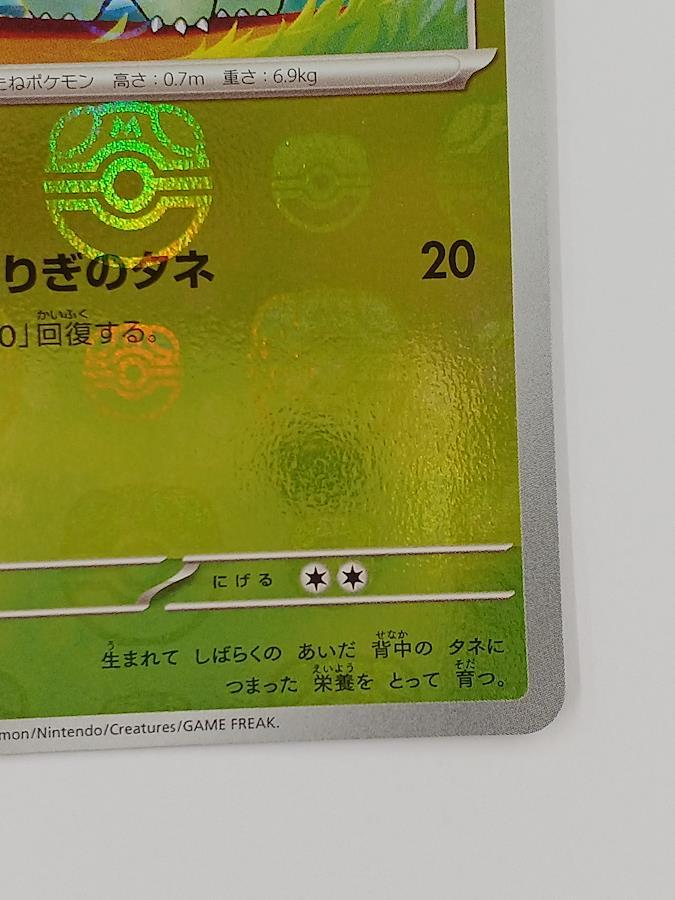 たねポケモン 高さ：0.7m 重さ：6.9kg
M
りぎのタネ 20
かいふく
0」回復する。
にげる
う せなか
生まれて しばらくの あいだ 背中の タネに
えいよう そだ
つまった 栄養を とって 育つ。
mon/Nintendo/Creatures/GAME FREAK.